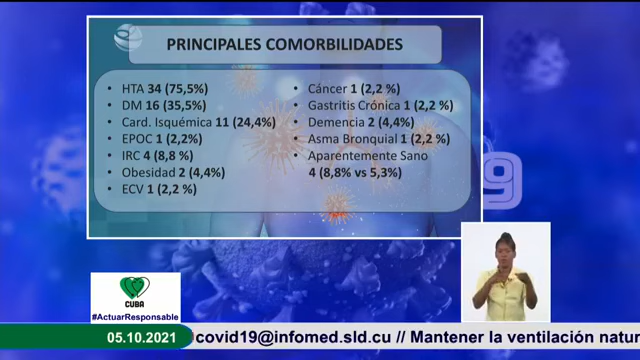 PRINCIPALES COMORBILIDADES
• HTA 34 (75,5%)
• DM 16 (35,5%)
• Card. Isquémica 11 (24,4%)
• EPOC 1 (2,2%)
• IRC 4 (8,8 %)
• Obesidad 2 (4,4%)
• ECV 1 (2,2 %)
• Cáncer 1 (2,2 %)
• Gastritis Crónica 1 (2,2 %)
• Demencia 2 (4,4%)
• Asma Bronquial 1 (2,2 %)
• Aparentemente Sano
4 (8,8% vs 5,3%)
9
CUBA
#ActuarResponsable
05.10.2021 covid19@infomed.sld.cu // Mantener la ventilación natu